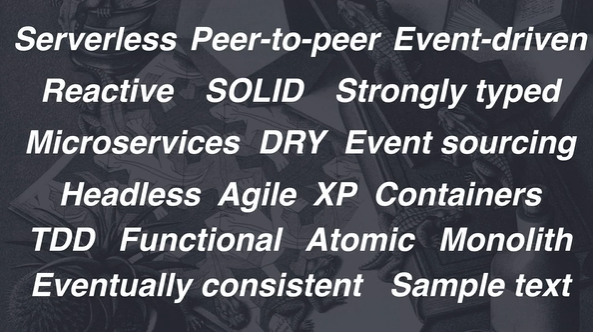 Serverless Peer-to-peer Event-driven
Reactive SOLID Strongly typed
Microservices DRY Event sourcing
Headless Agile XP Containers
TDD Functional Atomic Monolith
Eventually consistent Sample text